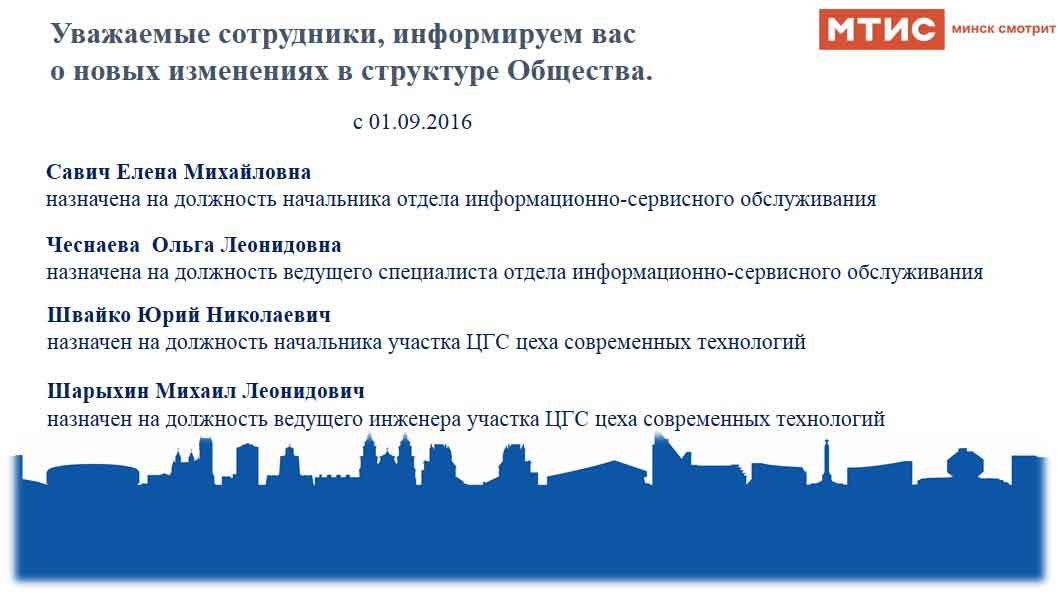 Уважаемые сотрудники, информируем вас
МТИС МИНСК СМОТРИТ
о новых изменениях в структуре Общества.
с 01.09.2016
Савич Елена Михайловна
назначена на должность начальника отдела информационно-сервисного обслуживания
Чеснаева Ольга Леонидовна
назначена на должность ведущего специалиста отдела информационно-сервисного обслуживания
Швайко Юрий Николаевич
назначен на должность начальника участка ЦГС цеха современных технологий
Шарыхин Михаил Леонидович
назначен на должность ведущего инженера участка ЦГС цеха современных технологий